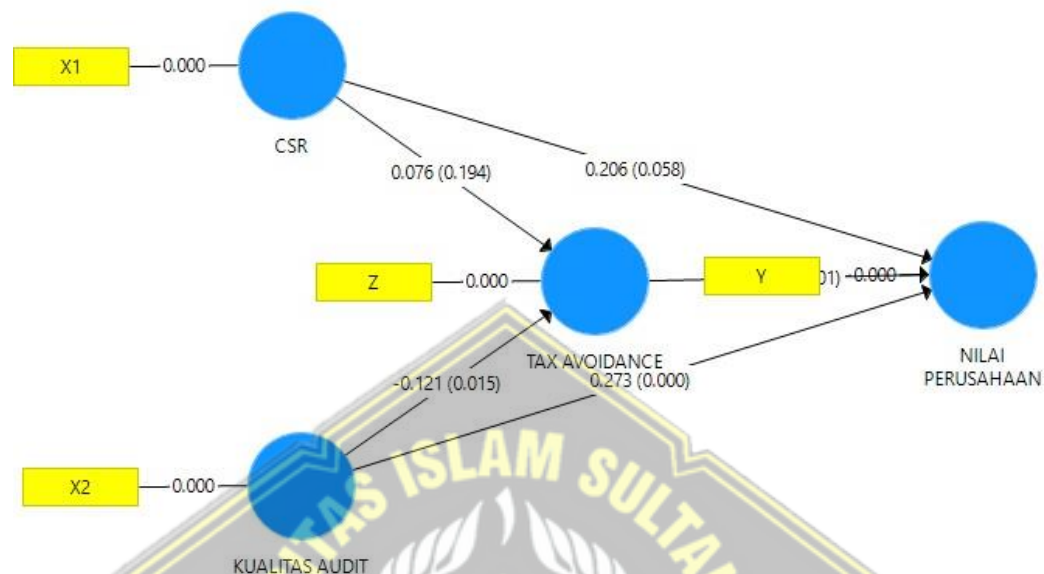 X1
0.000
CSR
0.076 (0.194)
0.206 (0.058)
Z
0.000
Y
01)
0.000
TAX AVOIDANCE
NILAI
PERUSAHAAN
-0.121 (0.015)
0.273 (0.000)
X2
0.000
ISLAM SULTA
KUALITAS AUDIT